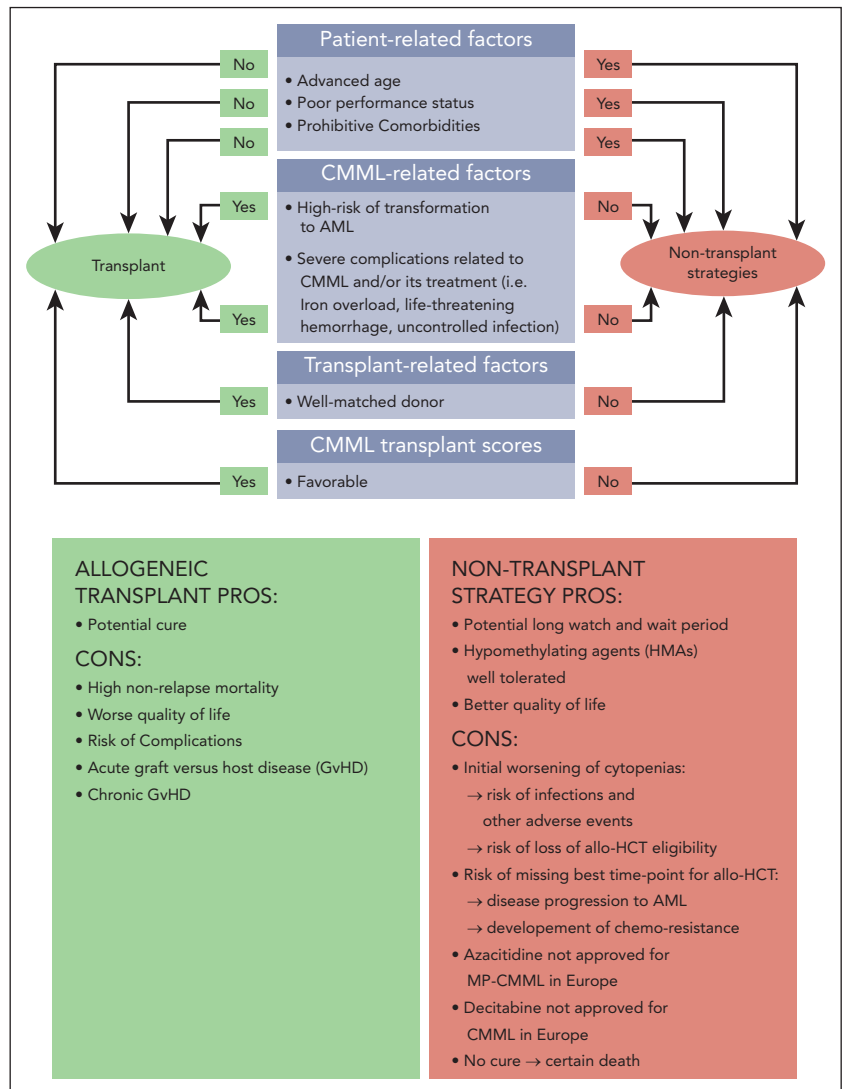 Patient-related factors
No
Yes
• Advanced age
No
• Poor performance status
Yes
• Prohibitive Comorbidities
No
Yes
CMML-related factors
Yes
• High-risk of transformation
No
to AML
Transplant
• Severe complications related to
CMML and/or its treatment (i.e.
Iron overload, life-threatening
hemorrhage, uncontrolled infection)
Non-transplant
strategies
Yes
No
Transplant-related factors
Yes
• Well-matched donor
No
CMML transplant scores
Yes
• Favorable
No
ALLOGENEIC
TRANSPLANT PROS:
• Potential cure
CONS:
• High non-relapse mortality
• Worse quality of life
• Risk of Complications
• Acute graft versus host disease (GvHD)
• Chronic GvHD
NON-TRANSPLANT
STRATEGY PROS:
• Potential long watch and wait period
• Hypomethylating agents (HMAs)
well tolerated
• Better quality of life
CONS:
• Initial worsening of cytopenias:
→ risk of infections and
other adverse events
→ risk of loss of allo-HCT eligibility
• Risk of missing best time-point for allo-HCT:
→ disease progression to AML
→ developement of chemo-resistance
• Azacitidine not approved for
MP-CMML in Europe
• Decitabine not approved for
CMML in Europe
• No cure → certain death